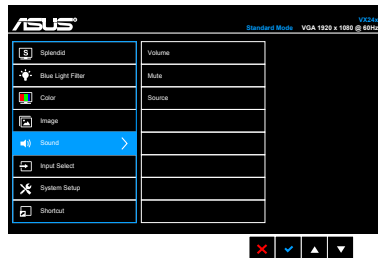 ASUS
VX24x
Standard Mode VGA 1920 x 1080 @ 60Hz
S Splendid
Blue Light Filter
Color
Image
Sound
Input Select
System Setup
Shortcut
Volume
Mute
Source